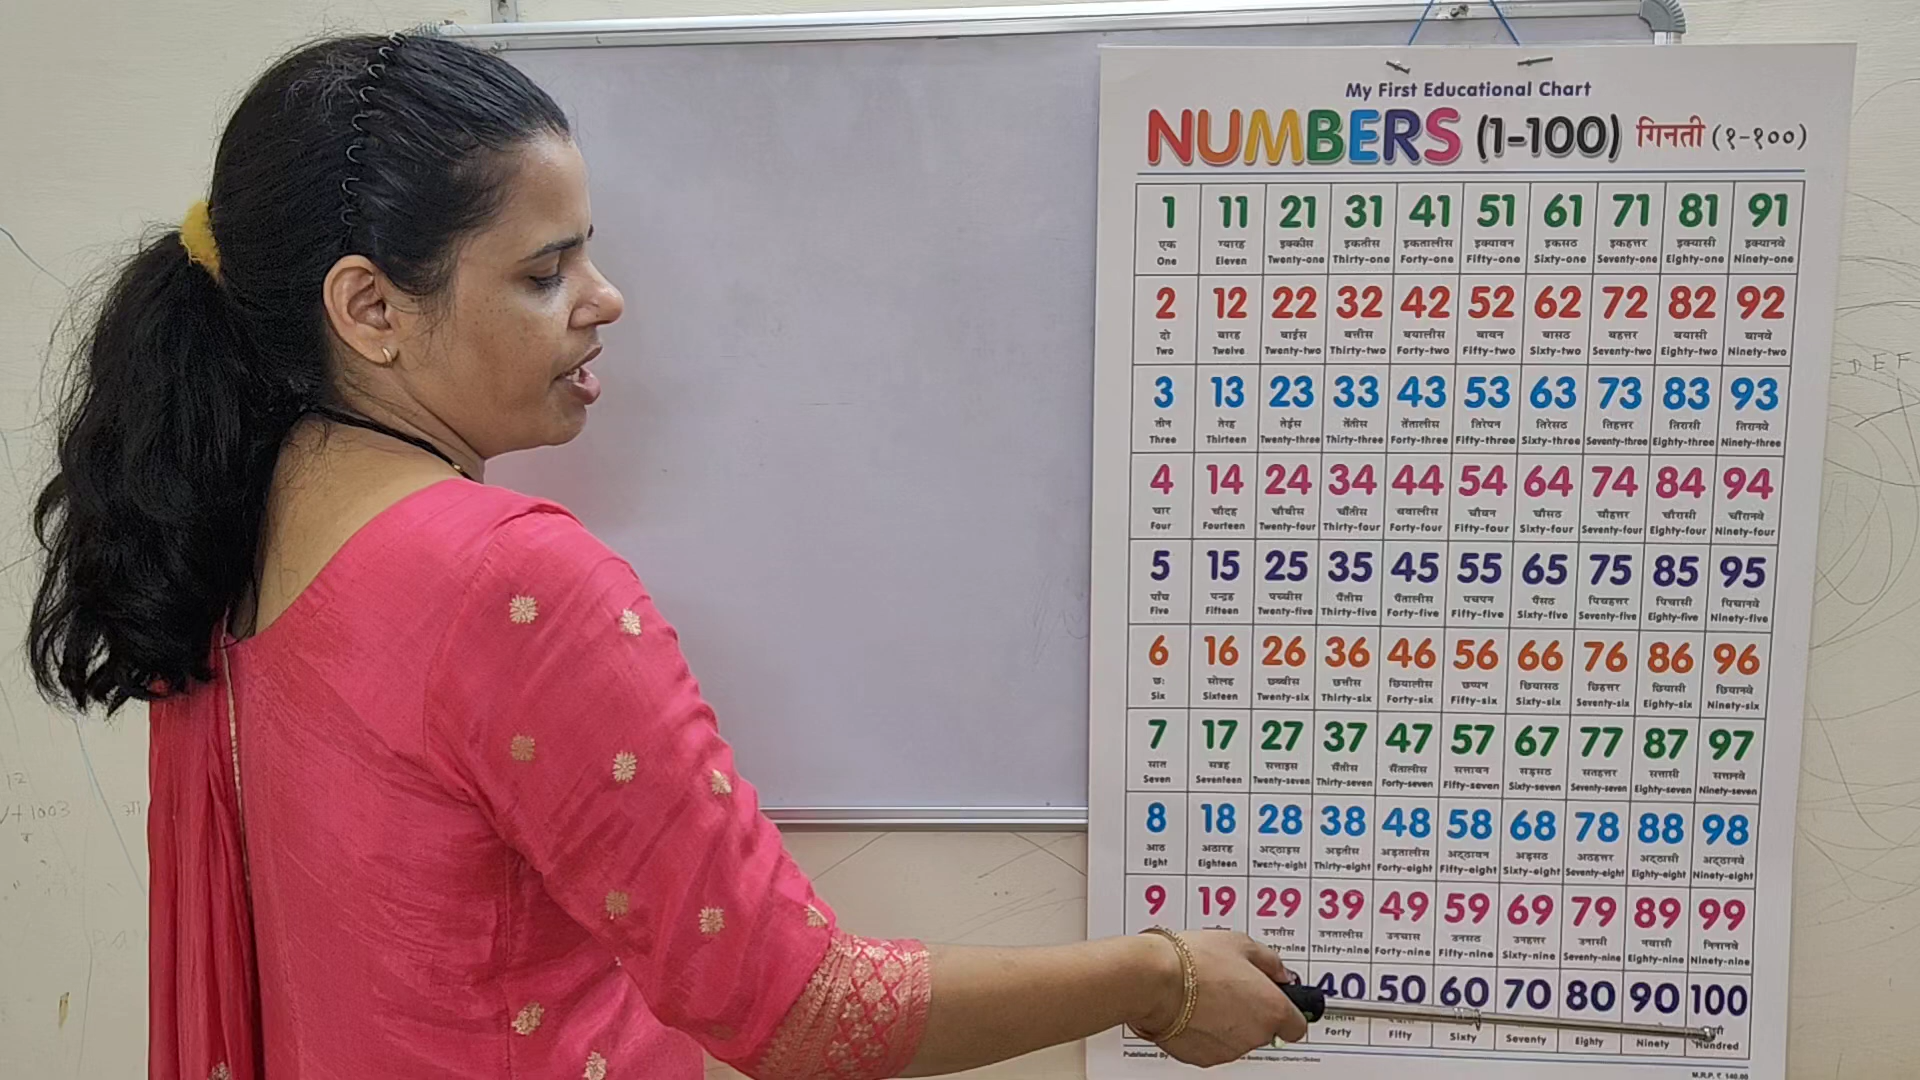 My First Educational Chart
NUMBERS (1-100) गिनती (१-१००)
1 11 21 31 41 51 61 71 81 91
एक ग्यारह इक्कीस इकतीस इकतालीस इक्यावन इकसठ इकहत्तर इक्यासी इक्यानवे
One Eleven Twenty-one Thirty-one Forty-one Fifty-one Sixty-one Seventy-one Eighty-one Ninety-one
2 12 22 32 42 52 62 72 82 92
दो बारह बाईस बत्तीस बयालीस बावन बासठ बहत्तर बयासी बानवे
Two Twelve Twenty-two Thirty-two Forty-two Fifty-two Sixty-two Seventy-two Eighty-two Ninety-two
3 13 23 33 43 53 63 73 83 93
तीन तेरह तेईस तेंतीस तेंतालीस तिरेपन तिरेसठ तिहत्तर तिरासी तिरानवे
Three Thirteen Twenty-three Thirty-three Forty-three Fifty-three Sixty-three Seventy-three Eighty-three Ninety-three
4 14 24 34 44 54 64 74 84 94
चार चौदह चौबीस चौंतीस चवालीस चौवन चौसठ चौहत्तर चौरासी चौरानवे
Four Fourteen Twenty-four Thirty-four Forty-four Fifty-four Sixty-four Seventy-four Eighty-four Ninety-four
5 15 25 35 45 55 65 75 85 95
पाँच पन्द्रह पच्चीस पैंतीस पैंतालीस पचपन पैंसठ पिचहत्तर पिचासी पिचानवे
Five Fifteen Twenty-five Thirty-five Forty-five Fifty-five Sixty-five Seventy-five Eighty-five Ninety-five
6 16 26 36 46 56 66 76 86 96
छः सोलह छब्बीस छत्तीस छियालीस छप्पन छियासठ छिहत्तर छियासी छियानवे
Six Sixteen Twenty-six Thirty-six Forty-six Fifty-six Sixty-six Seventy-six Eighty-six Ninety-six
7 17 27 37 47 57 67 77 87 97
सात सत्रह सत्ताइस सैंतीस सैंतालीस सत्तावन सड़सठ सतहत्तर सत्तासी सत्तानवे
Seven Seventeen Twenty-seven Thirty-seven Forty-seven Fifty-seven Sixty-seven Seventy-seven Eighty-seven Ninety-seven
8 18 28 38 48 58 68 78 88 98
आठ अठारह अट्ठाइस अड़तीस अड़तालीस अट्ठावन अड़सठ अठहत्तर अट्ठासी अट्ठानवे
Eight Eighteen Twenty-eight Thirty-eight Forty-eight Fifty-eight Sixty-eight Seventy-eight Eighty-eight Ninety-eight
9 19 29 39 49 59 69 79 89 99
उनतीस उनतालीस उनचास उनसठ उनहत्तर उनासी नवासी निनानवे
Thirty-nine Forty-nine Fifty-nine Sixty-nine Seventy-nine Eighty-nine Ninety-nine
40 50 60 70 80 90 100
Forty Fifty Sixty Seventy Eighty Ninety Hundred
Published By
M.R.P. ₹ 140.00
D E F